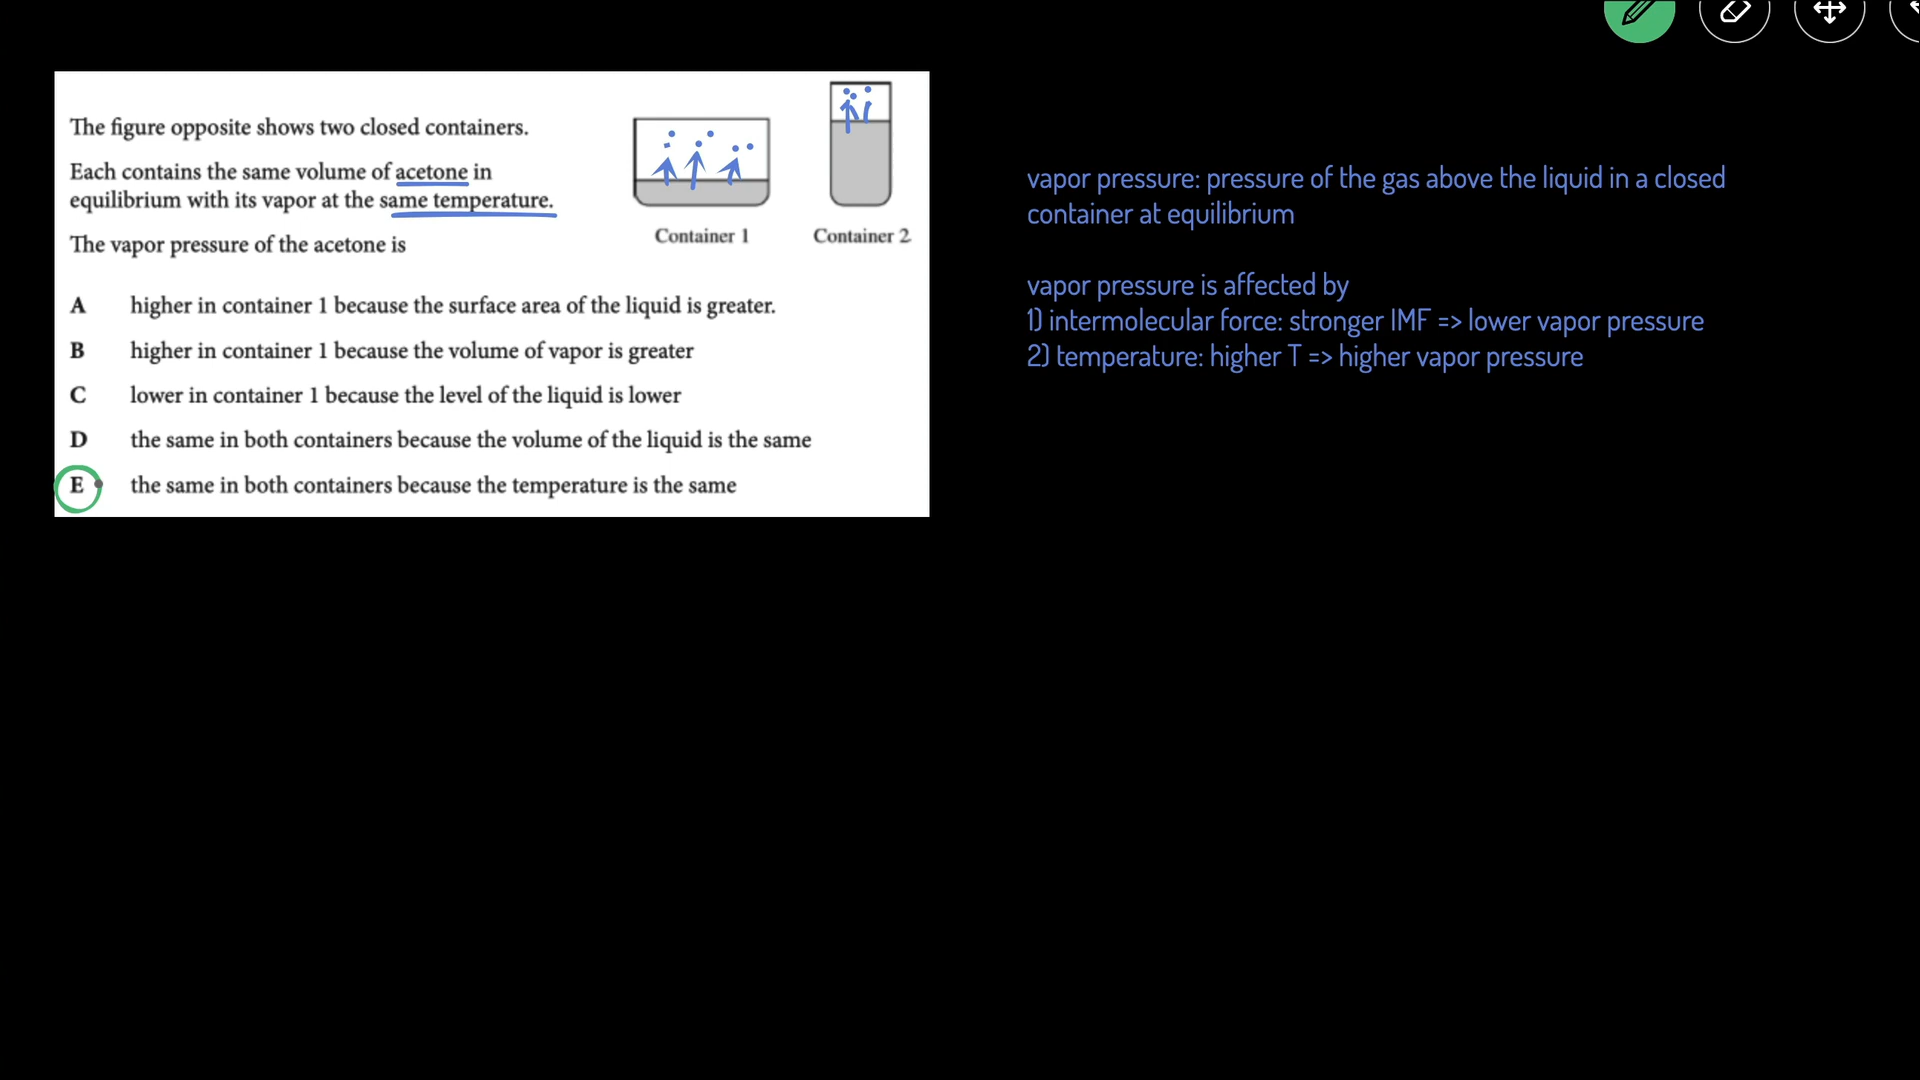 The figure opposite shows two closed containers.
Each contains the same volume of acetone in
equilibrium with its vapor at the same temperature.
The vapor pressure of the acetone is
Container 1
Container 2
A higher in container 1 because the surface area of the liquid is greater.
B higher in container 1 because the volume of vapor is greater
C lower in container 1 because the level of the liquid is lower
D the same in both containers because the volume of the liquid is the same
E the same in both containers because the temperature is the same
vapor pressure: pressure of the gas above the liquid in a closed
container at equilibrium
vapor pressure is affected by
1) intermolecular force: stronger IMF => lower vapor pressure
2) temperature: higher T => higher vapor pressure